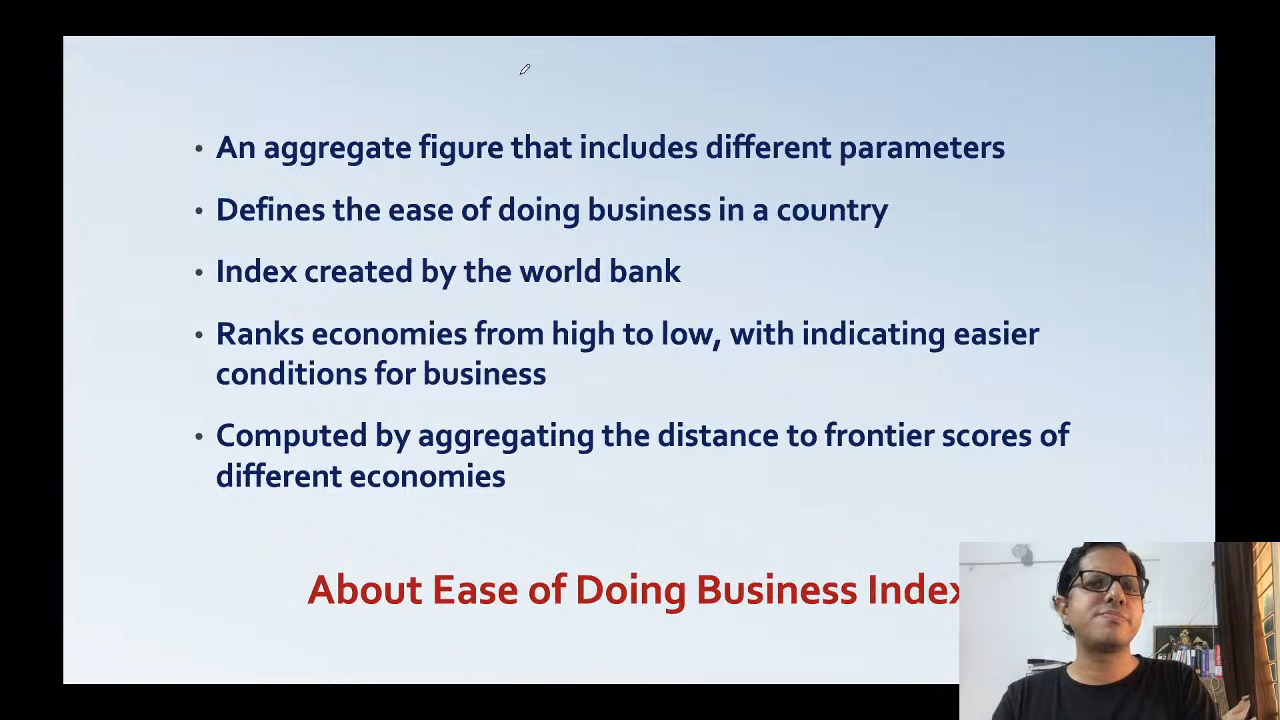 • An aggregate figure that includes different parameters
• Defines the ease of doing business in a country
• Index created by the world bank
• Ranks economies from high to low, with indicating easier
conditions for business
• Computed by aggregating the distance to frontier scores of
different economies
About Ease of Doing Business Index